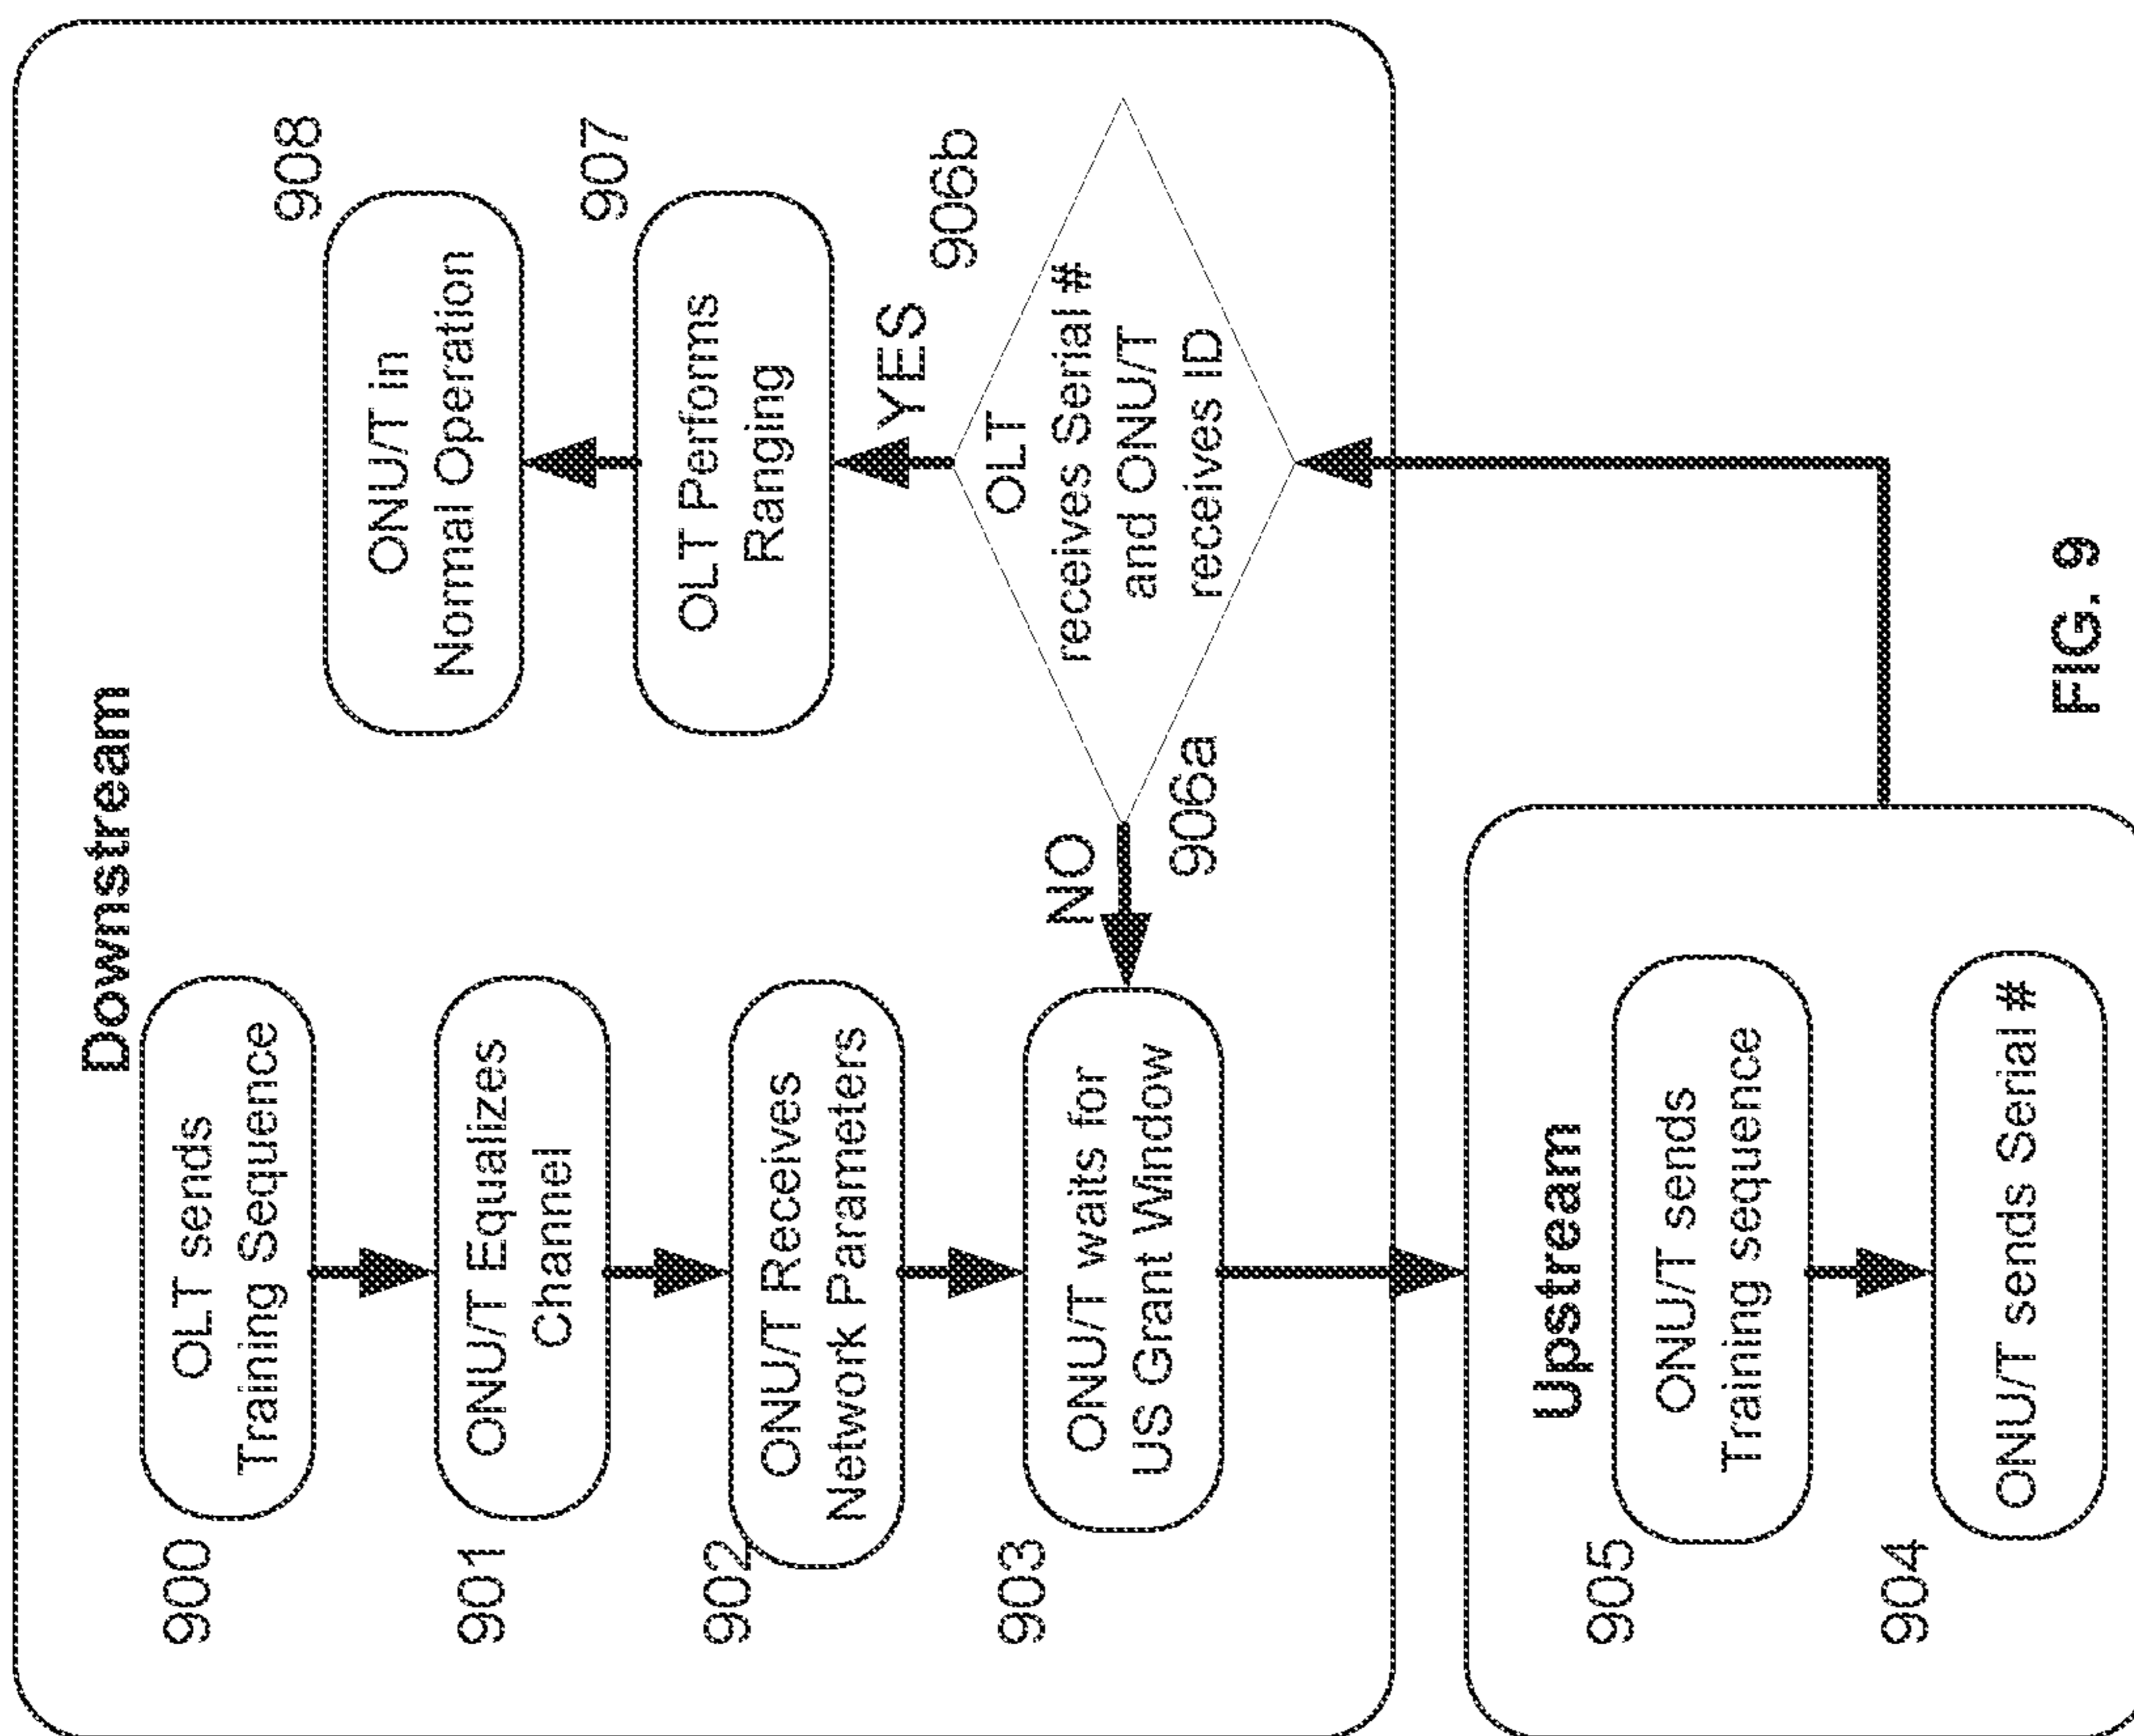 Downstream
900
OLT sends
Training Sequence
901
ONU/T Equalizes
Channel
902
ONU/T Receives
Network Parameters
903
ONU/T waits for
US Grant Window
908
ONU/T in
Normal Operation
907
OLT Performs
Ranging
YES
906b
OLT
receives Serial #
and ONU/T
receives ID
NO
906a
Upstream
905
ONU/T sends
Training sequence
904
ONU/T sends Serial #
FIG. 9